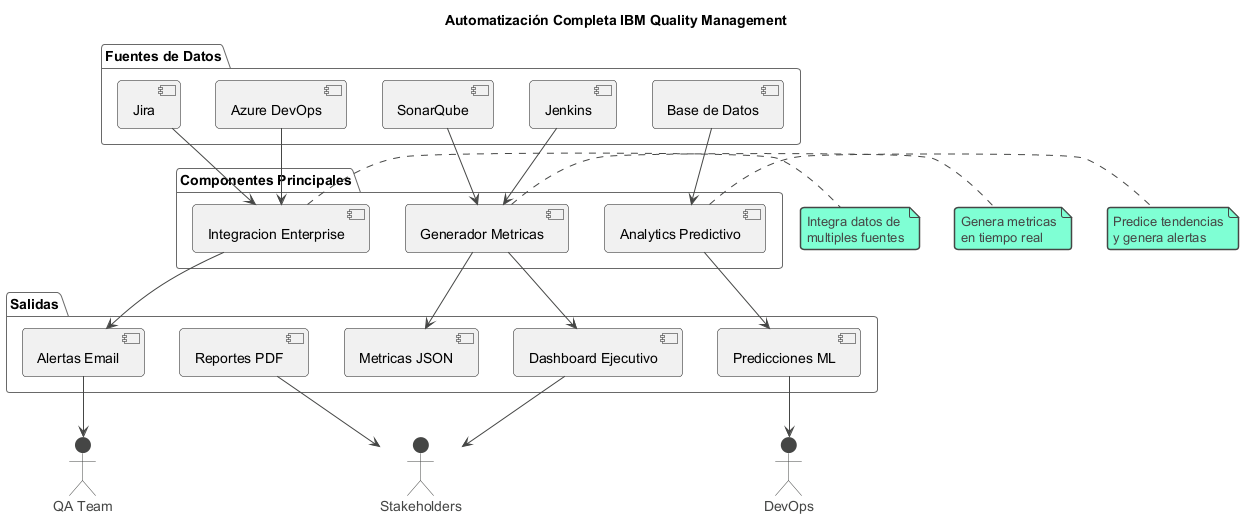 Automatización Completa IBM Quality Management
Fuentes de Datos
Jira
Azure DevOps
SonarQube
Jenkins
Base de Datos
Componentes Principales
Integracion Enterprise
Generador Metricas
Analytics Predictivo
Integra datos de
multiples fuentes
Genera metricas
en tiempo real
Predice tendencias
y genera alertas
Salidas
Alertas Email
Reportes PDF
Metricas JSON
Dashboard Ejecutivo
Predicciones ML
QA Team
Stakeholders
DevOps